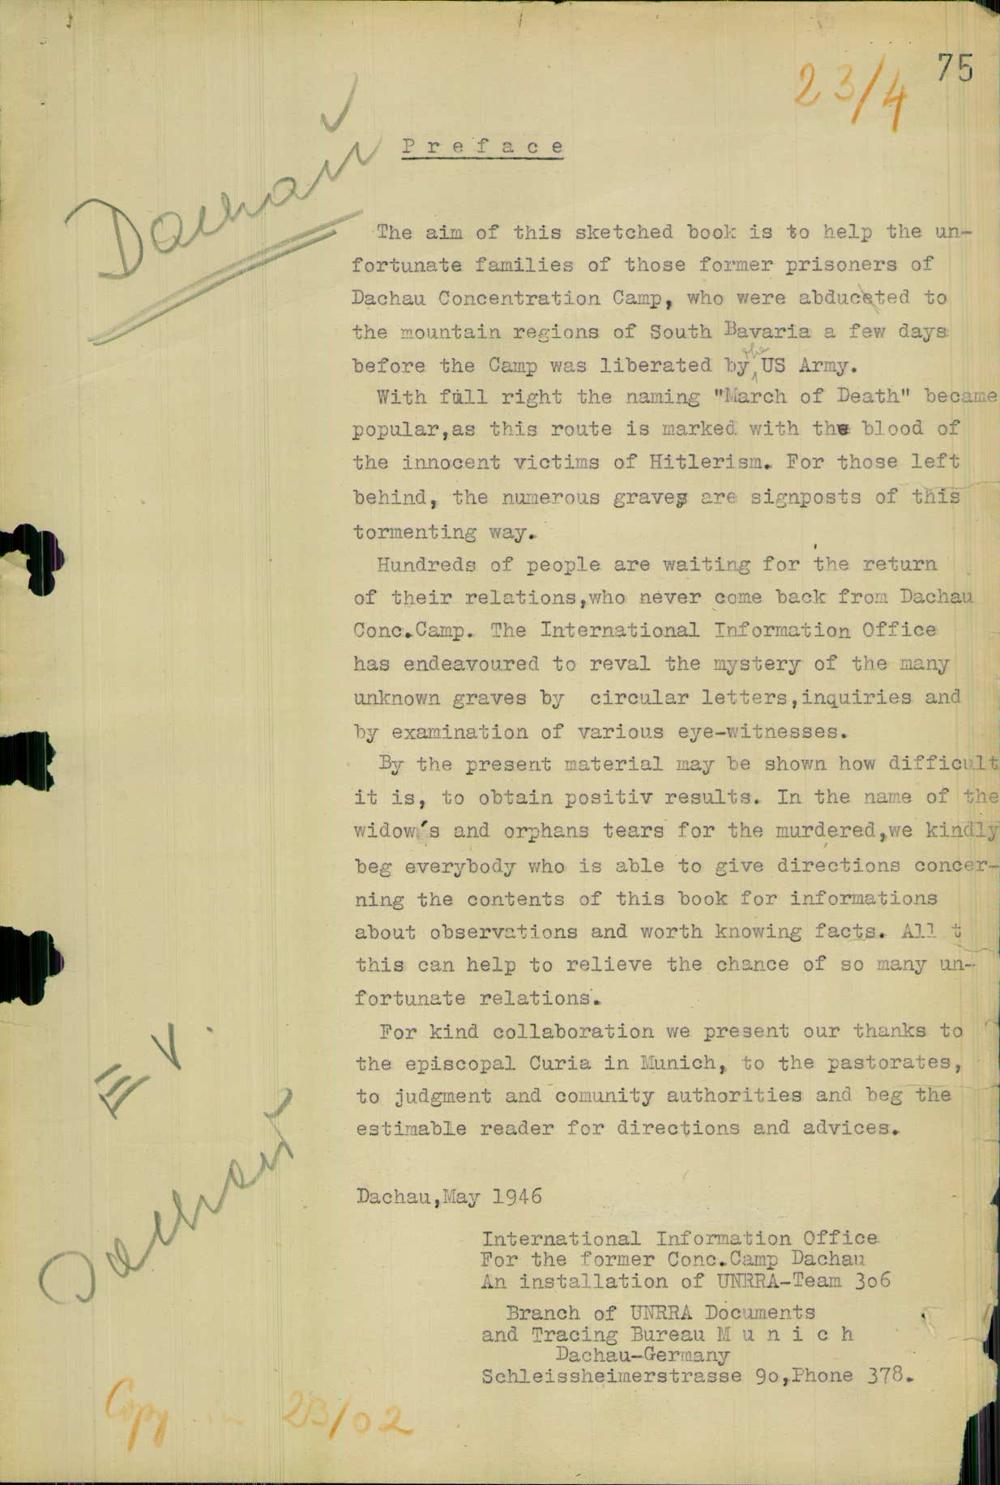 75
23/4
Dachau
Preface
The aim of this sketched book is to help the un-
fortunate families of those former prisoners of
Dachau Concentration Camp, who were abducted to
the mountain regions of South Bavaria a few days
before the Camp was liberated by the US Army.
With full right the naming "March of Death" became
popular,as this route is marked with the blood of
the innocent victims of Hitlerism. For those left
behind, the numerous graves are signposts of this
tormenting way.
Hundreds of people are waiting for the return
of their relations,who never come back from Dachau
Conc.Camp. The International Information Office
has endeavoured to reval the mystery of the many
unknown graves by circular letters,inquiries and
by examination of various eye-witnesses.
By the present material may be shown how difficult
it is, to obtain positiv results. In the name of the
widow's and orphans tears for the murdered,we kindly
beg everybody who is able to give directions concer-
ning the contents of this book for informations
about observations and worth knowing facts. All t
this can help to relieve the chance of so many un-
fortunate relations.
For kind collaboration we present our thanks to
the episcopal Curia in Munich, to the pastorates,
to judgment and comunity authorities and beg the
estimable reader for directions and advices.
III V.
Dachau
Dachau,May 1946
International Information Office
For the former Conc.Camp Dachau
An installation of UNRRA-Team 3o6
Branch of UNRRA Documents
and Tracing Bureau M u n i c h
Dachau-Germany
Schleissheimerstrasse 9o,Phone 378.
Copy in 23/02